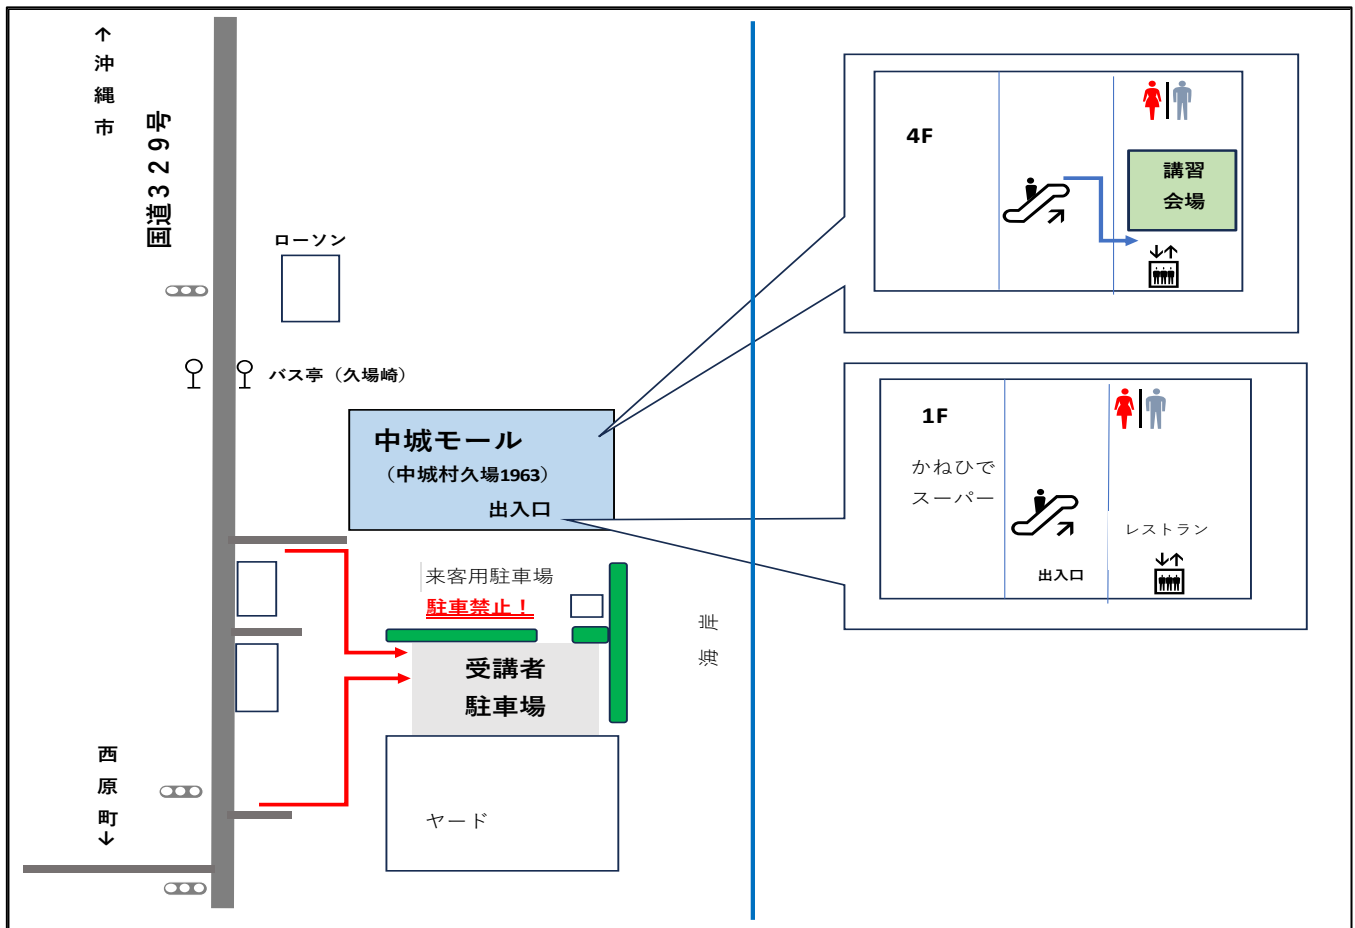 ↑沖縄市
国道329号
ローソン
バス亭（久場崎）
中城モール
（中城村久場1963）
出入口
来客用駐車場
駐車禁止！
受講者
駐車場
ヤード
西原町↓
海岸
4F
講習
会場
1F
かねひで
スーパー
レストラン
出入口